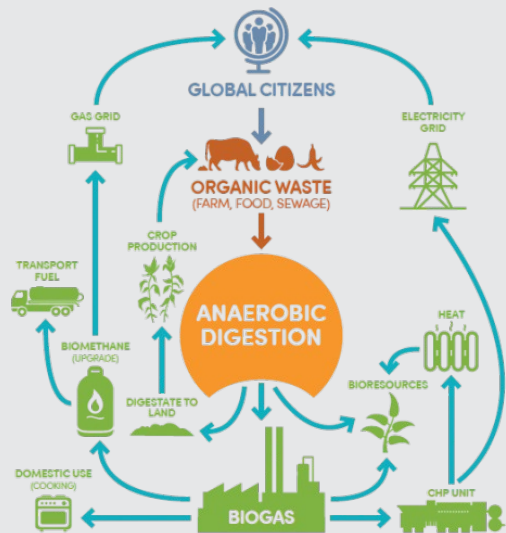 GLOBAL CITIZENS
GAS GRID
ELECTRICITY
GRID
ORGANIC WASTE
(FARM, FOOD, SEWAGE)
CROP
PRODUCTION
TRANSPORT
FUEL
ANAEROBIC
DIGESTION
HEAT
BIOMETHANE
(UPGRADE)
BIORESOURCES
DIGESTATE TO
LAND
DOMESTIC USE
(COOKING)
BIOGAS
CHP UNIT